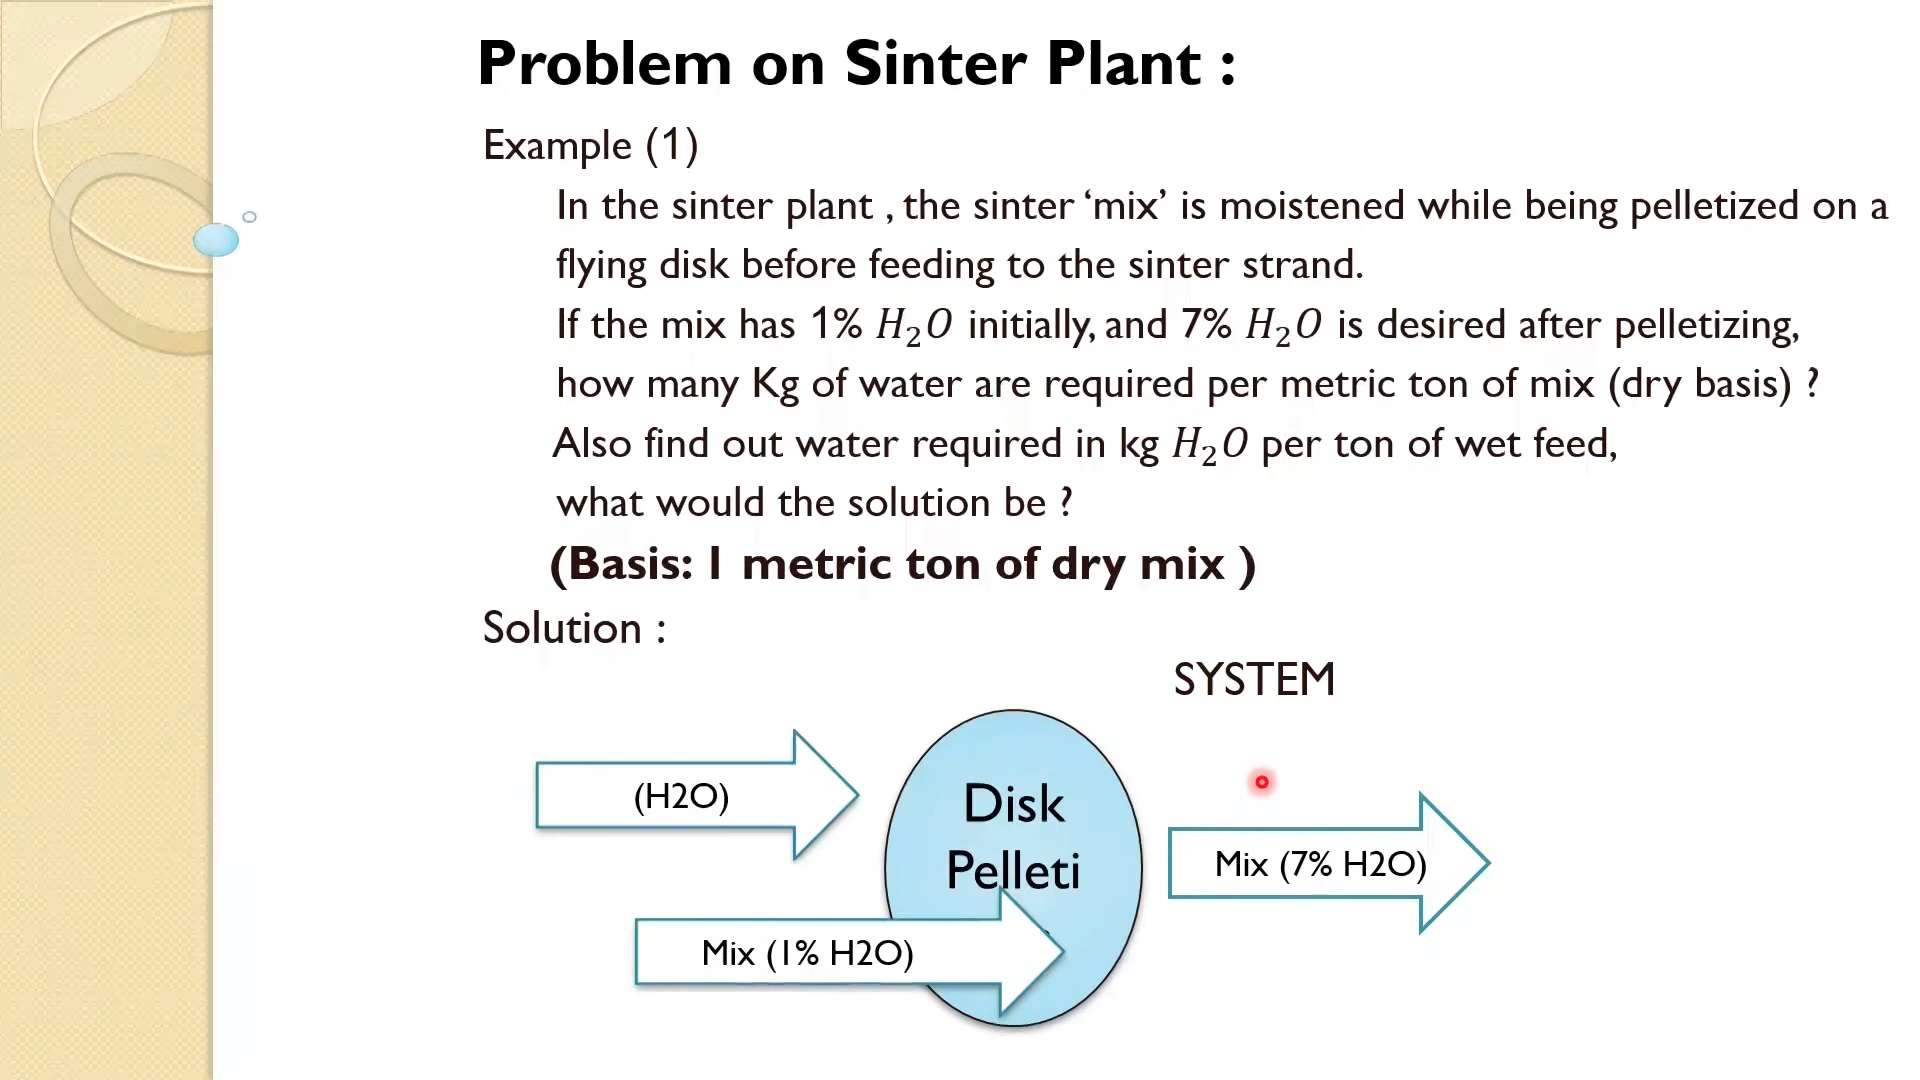 Problem on Sinter Plant :
Example (1)
In the sinter plant , the sinter ‘mix’ is moistened while being pelletized on a
flying disk before feeding to the sinter strand.
If the mix has 1% H₂O initially, and 7% H₂O is desired after pelletizing,
how many Kg of water are required per metric ton of mix (dry basis) ?
Also find out water required in kg H₂O per ton of wet feed,
what would the solution be ?
(Basis: 1 metric ton of dry mix )
Solution :
SYSTEM
(H2O)
Disk
Pelleti
Mix (7% H2O)
Mix (1% H2O)